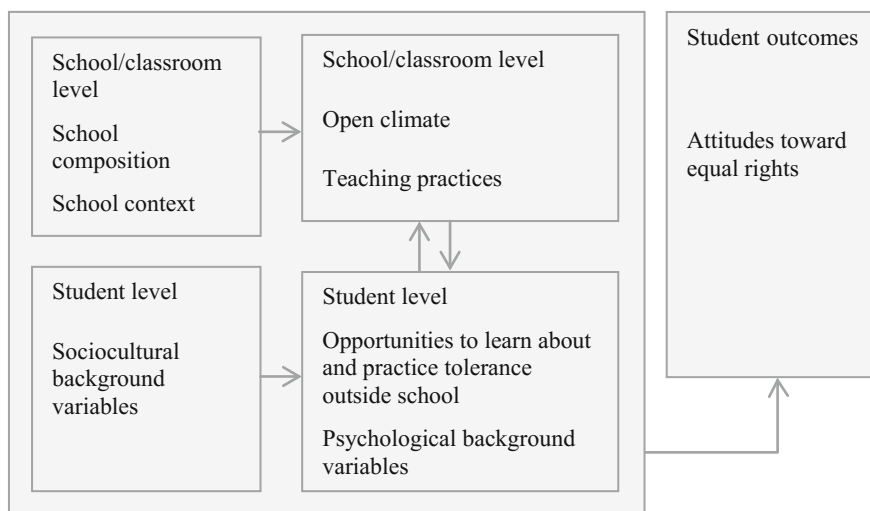 School/classroom
level
School
composition
School context
School/classroom level
Open climate
Teaching practices
Student level
Sociocultural
background
variables
Student level
Opportunities to learn about
and practice tolerance
outside school
Psychological background
variables
Student outcomes
Attitudes toward
equal rights